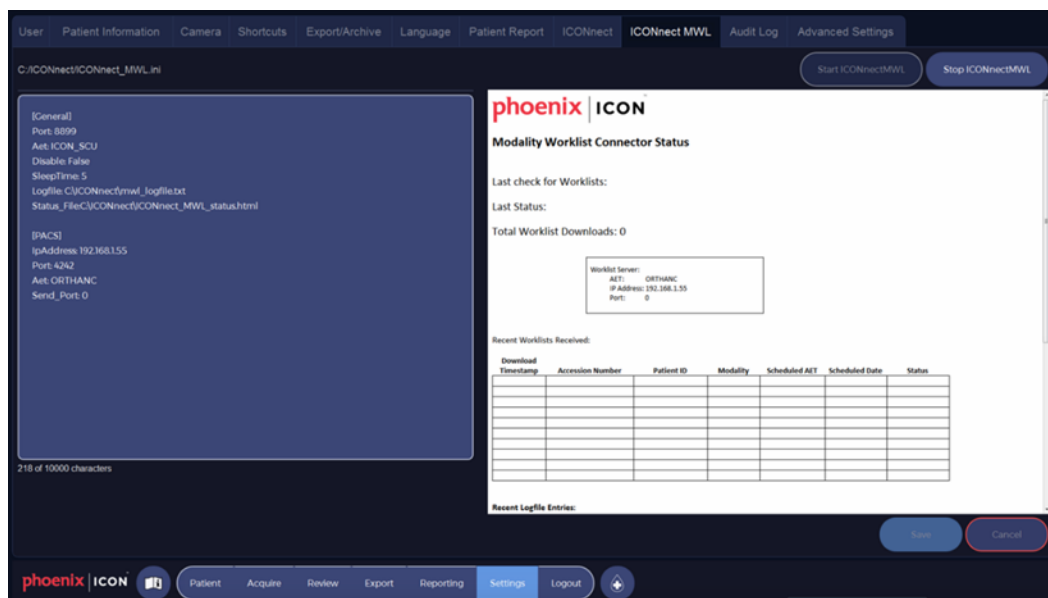 User Patient Information Camera Shortcuts Export/Archive Language Patient Report ICONnect ICONnect MWL Audit Log Advanced Settings
C:/ICONnect/ICONnect_MWL.ini
Start ICONnectMWL Stop ICONnectMWL
[General]
Port: 8899
Aet: ICON_SCU
Disable: False
SleepTime: 5
Logfile: C:\ICONnect\mwl_logfile.txt
Status_File:C:\ICONnect\ICONnect_MWL_status.html
[PACS]
IpAddress: 192.168.1.55
Port: 4242
Aet: ORTHANC
Send_Port: 0
218 of 10000 characters
phoenix | ICON
Modality Worklist Connector Status
Last check for Worklists:
Last Status:
Total Worklist Downloads: 0
Worklist Server:
AET: ORTHANC
IP Address: 192.168.1.55
Port: 0
Recent Worklists Received:
Download
Timestamp Accession Number Patient ID Modality Scheduled AET Scheduled Date Status
Recent Logfile Entries:
Save Cancel
phoenix | ICON Patient Acquire Review Export Reporting Settings Logout